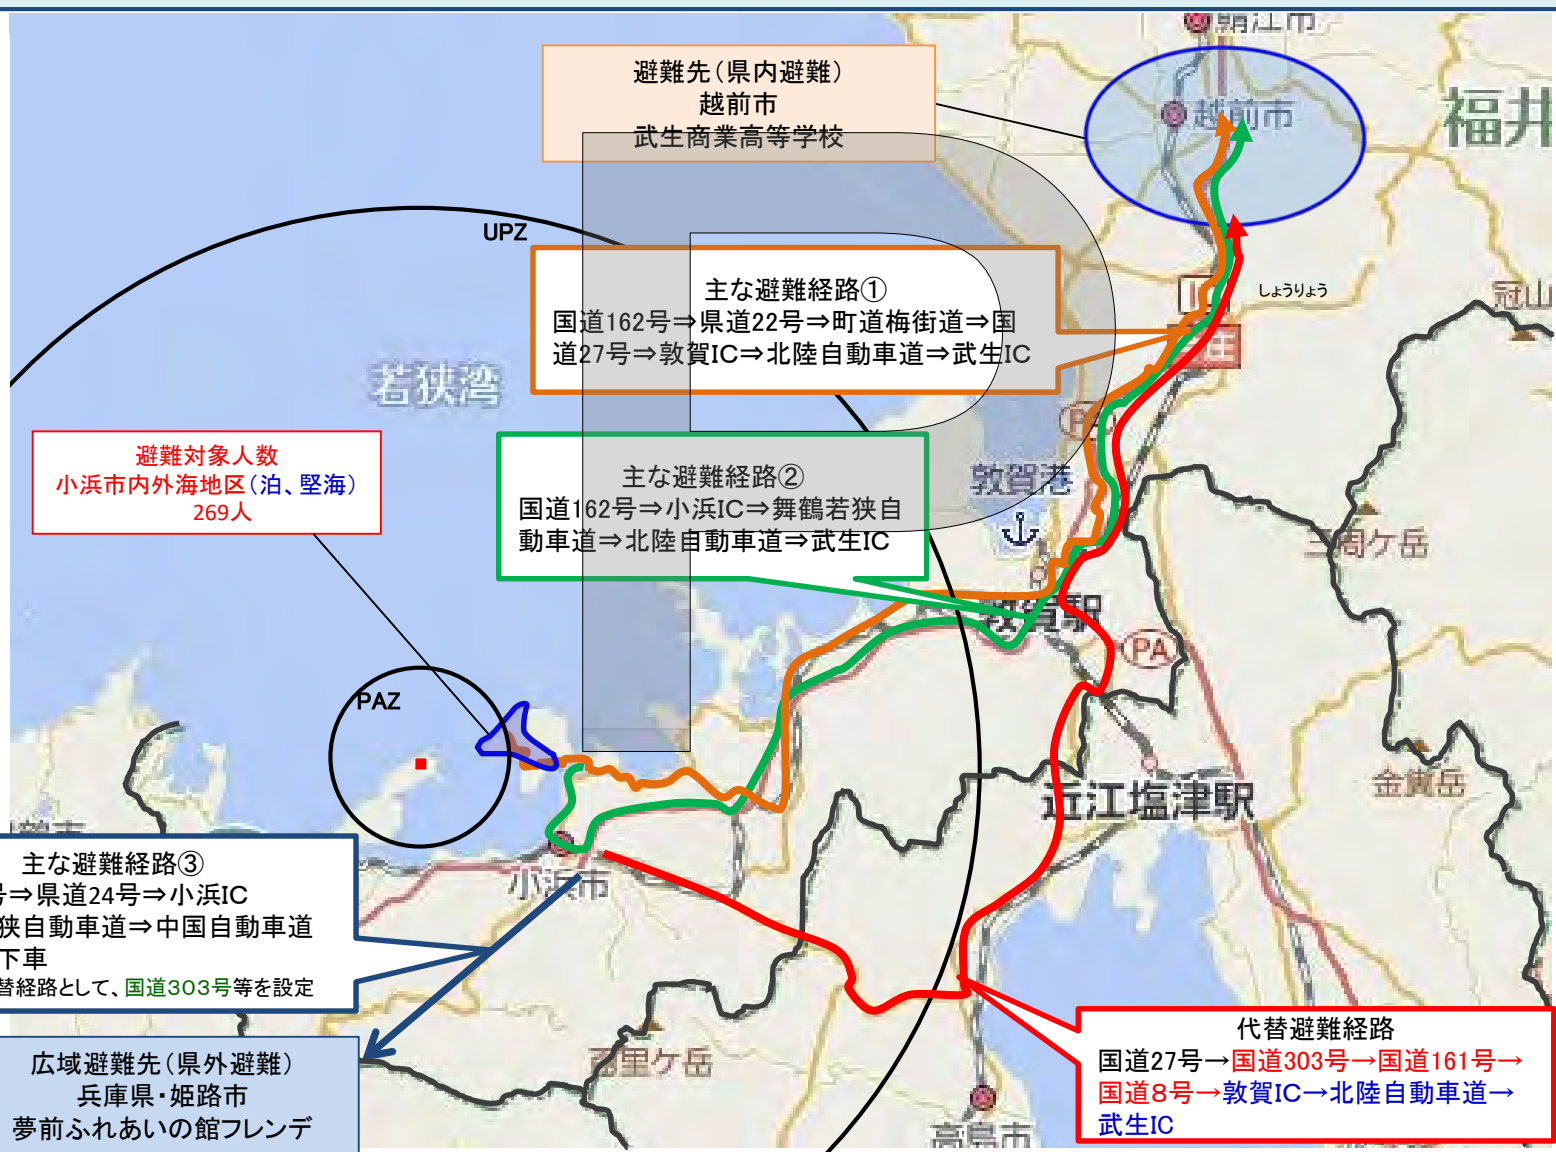 鯖江市
避難先(県内避難)
越前市
武生商業高等学校
越前市
福井
UPZ
主な避難経路①
国道162号⇒県道22号⇒町道梅街道⇒国
道27号⇒敦賀IC⇒北陸自動車道⇒武生IC
しょうりょう
冠山
若狭湾
PA
避難対象人数
小浜市内外海地区(泊、堅海)
269人
主な避難経路②
国道162号⇒小浜IC⇒舞鶴若狭自
動車道⇒北陸自動車道⇒武生IC
敦賀港
三周ケ岳
敦賀駅
PA
PAZ
近江塩津駅
金糞岳
主な避難経路③
号⇒県道24号⇒小浜IC
狭自動車道⇒中国自動車道
下車
替経路として、国道303号等を設定
小浜市
広域避難先(県外避難)
兵庫県・姫路市
夢前ふれあいの館フレンデ
百里ケ岳
高島市
代替避難経路
国道27号→国道303号→国道161号→
国道8号→敦賀IC→北陸自動車道→
武生IC